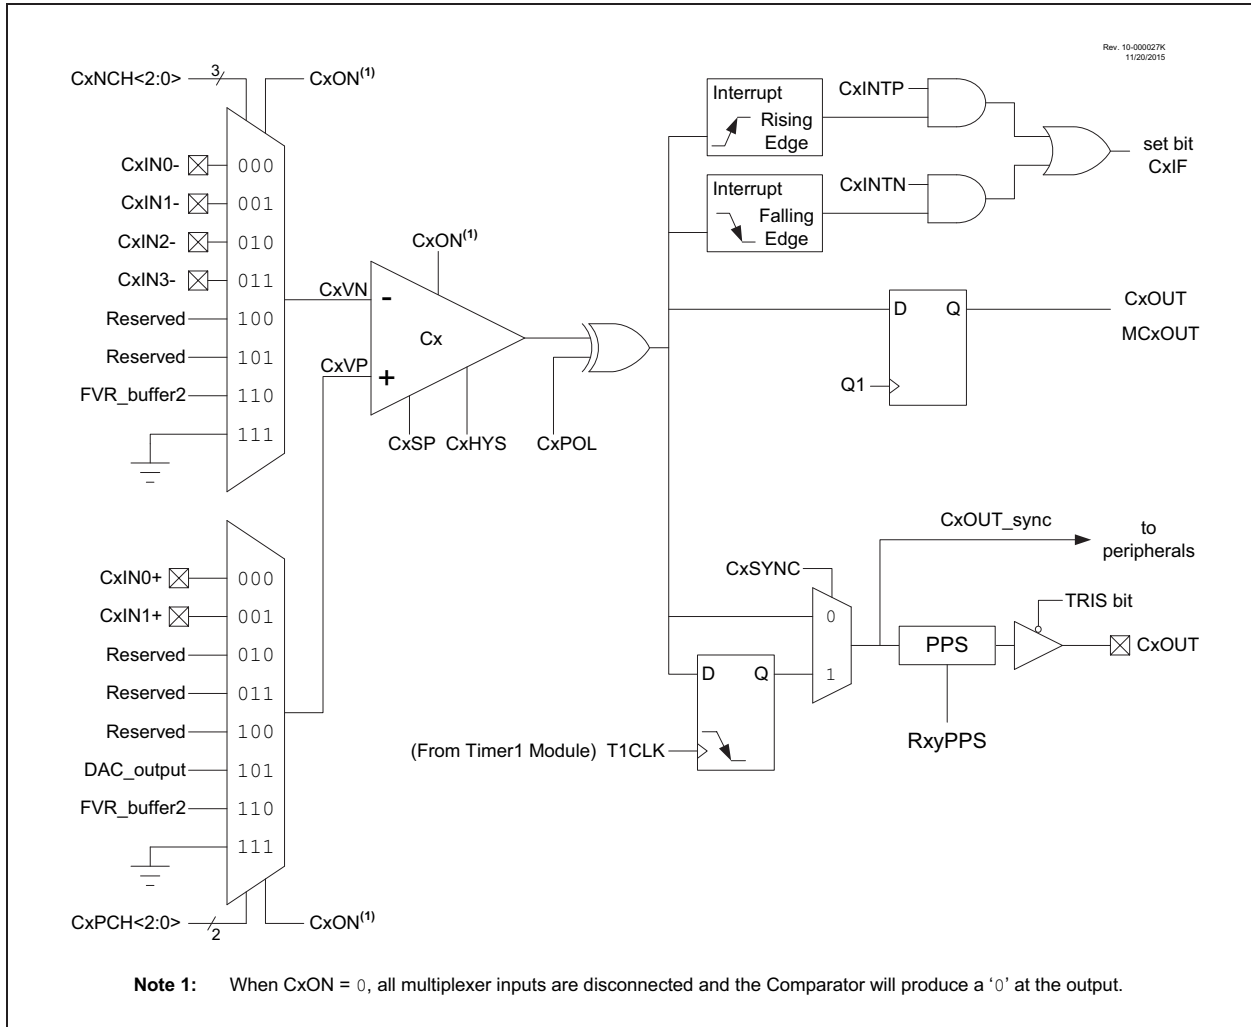 Rev. 10-000027K
11/20/2015
CxNCH<2:0>
3
CxON(1)
CxIN0-
000
CxIN1-
001
CxIN2-
010
CxIN3-
011
Reserved
100
Reserved
101
FVR_buffer2
110
111
CxVN
CxVP
CxON(1)
-
Cx
+
CxSP
CxHYS
CxPOL
Interrupt
Rising
Edge
CxINTP
Interrupt
Falling
Edge
CxINTN
set bit
CxIF
D
Q
Q1
CxOUT
MCxOUT
CxIN0+
000
CxIN1+
001
Reserved
010
Reserved
011
Reserved
100
DAC_output
101
FVR_buffer2
110
111
CxPCH<2:0>
2
CxON(1)
CxOUT_sync
to
peripherals
CxSYNC
0
1
TRIS bit
PPS
CxOUT
RxyPPS
D
Q
(From Timer1 Module) T1CLK
Note 1: When CxON = 0, all multiplexer inputs are disconnected and the Comparator will produce a ‘0’ at the output.